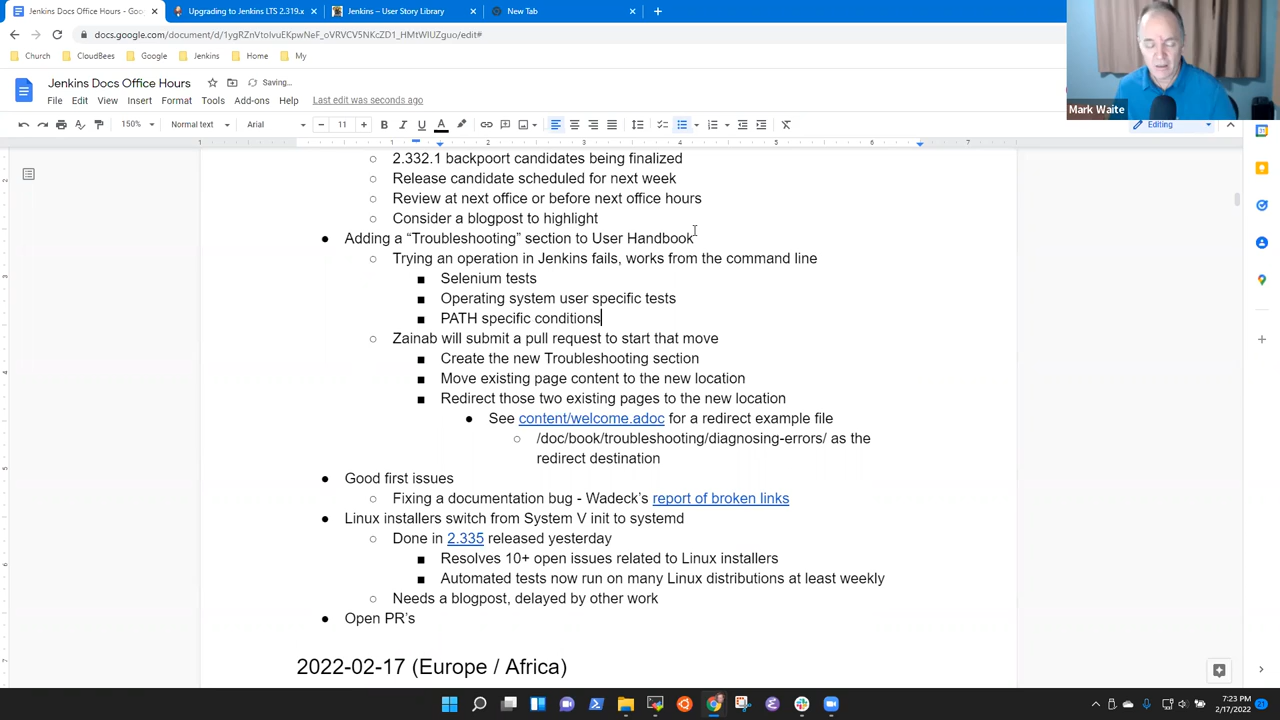 Jenkins Docs Office Hours - Goo
Upgrading to Jenkins LTS 2.319.x
Jenkins – User Story Library
New Tab
docs.google.com/document/d/1ygRZnVtoIvuEKpwNeF_oVRVCV5NKcZD1_HMtWIUZguo/edit#
Church
CloudBees
Google
Jenkins
Home
My
Jenkins Docs Office Hours
Saving...
File Edit View Insert Format Tools Add-ons Help Last edit was seconds ago
150% Normal text Arial 11
Editing
Mark Waite
2.332.1 backpoort candidates being finalized
Release candidate scheduled for next week
Review at next office or before next office hours
Consider a blogpost to highlight
Adding a “Troubleshooting” section to User Handbook
Trying an operation in Jenkins fails, works from the command line
Selenium tests
Operating system user specific tests
PATH specific conditions
Zainab will submit a pull request to start that move
Create the new Troubleshooting section
Move existing page content to the new location
Redirect those two existing pages to the new location
See content/welcome.adoc for a redirect example file
/doc/book/troubleshooting/diagnosing-errors/ as the
redirect destination
Good first issues
Fixing a documentation bug - Wadeck’s report of broken links
Linux installers switch from System V init to systemd
Done in 2.335 released yesterday
Resolves 10+ open issues related to Linux installers
Automated tests now run on many Linux distributions at least weekly
Needs a blogpost, delayed by other work
Open PR’s
2022-02-17 (Europe / Africa)
7:23 PM
2/17/2022